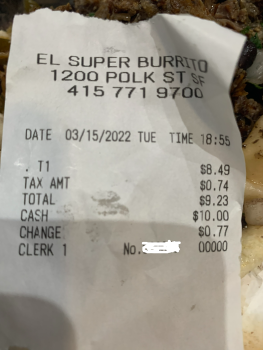 EL SUPER BURRITO
1200 POLK ST SF
415 771 9700
DATE 03/15/2022 TUE TIME 18:55
. T1 $8.49
TAX AMT $0.74
TOTAL $9.23
CASH $10.00
CHANGE $0.77
CLERK 1 No. 00000